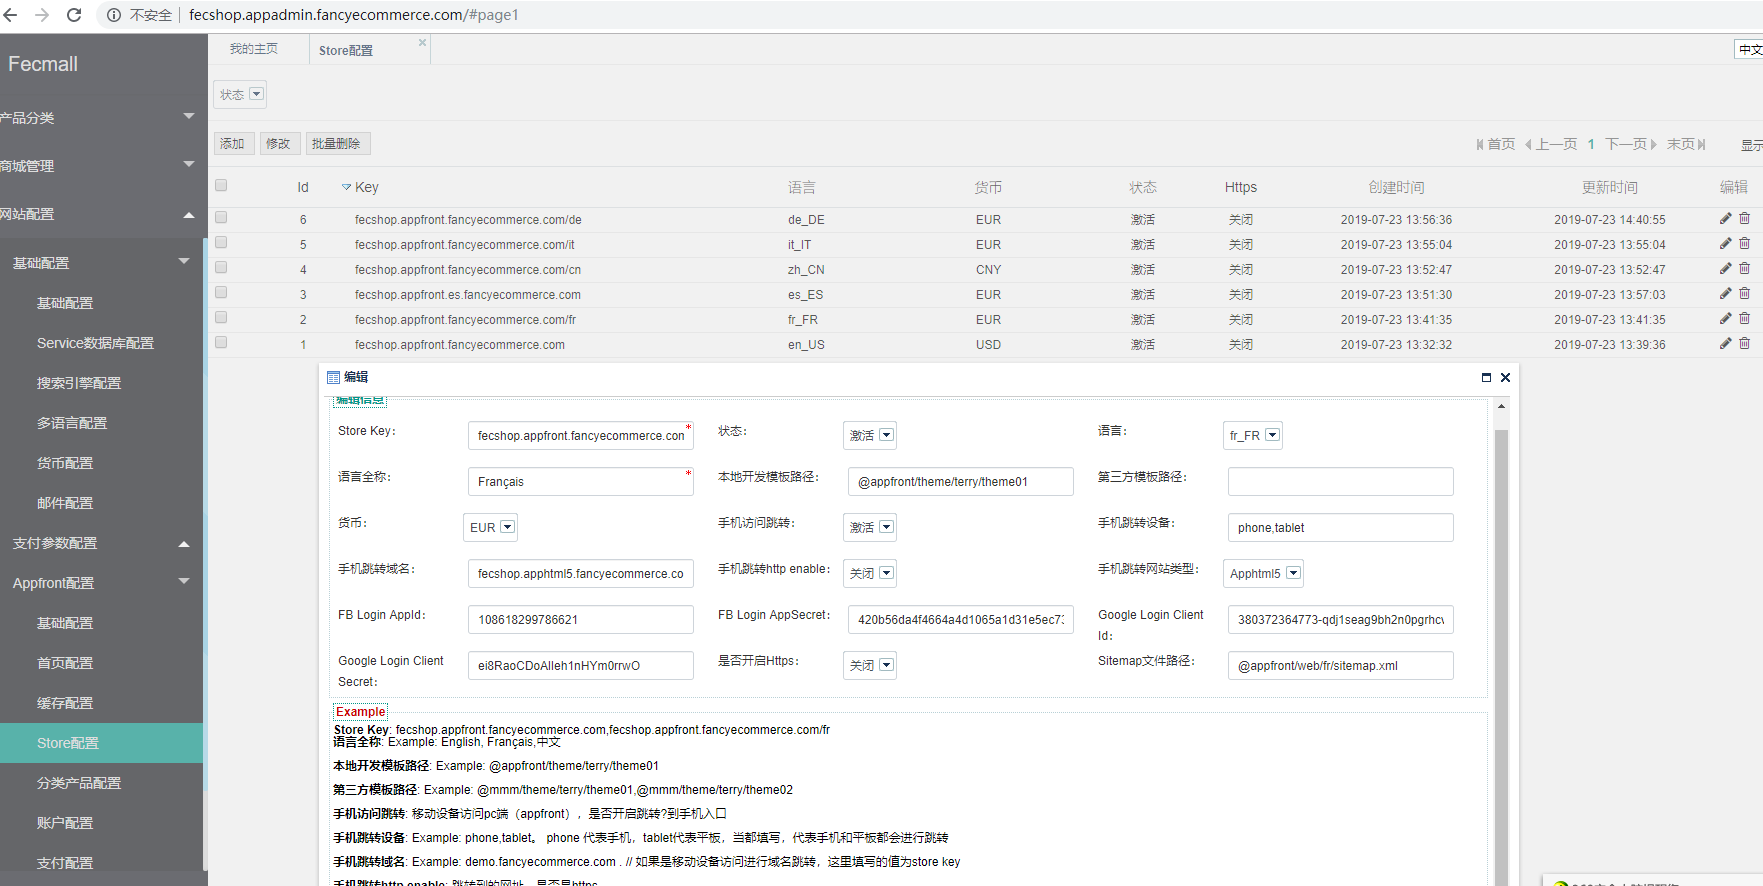 不安全 fecshop.appadmin.fancyecommerce.com/#page1
Fecmall
产品分类
商城管理
网站配置
基础配置
基础配置
Service数据库配置
搜索引擎配置
多语言配置
货币配置
邮件配置
支付参数配置
Appfront配置
基础配置
首页配置
缓存配置
Store配置
分类产品配置
账户配置
支付配置
我的主页 Store配置 中文
状态
添加 修改 批量删除 首页 上一页 1 下一页 末页 显示
Id Key 语言 货币 状态 Https 创建时间 更新时间 编辑
6 fecshop.appfront.fancyecommerce.com/de de_DE EUR 激活 关闭 2019-07-23 13:56:36 2019-07-23 14:40:55
5 fecshop.appfront.fancyecommerce.com/it it_IT EUR 激活 关闭 2019-07-23 13:55:04 2019-07-23 13:55:04
4 fecshop.appfront.fancyecommerce.com/cn zh_CN CNY 激活 关闭 2019-07-23 13:52:47 2019-07-23 13:52:47
3 fecshop.appfront.es.fancyecommerce.com es_ES EUR 激活 关闭 2019-07-23 13:51:30 2019-07-23 13:57:03
2 fecshop.appfront.fancyecommerce.com/fr fr_FR EUR 激活 关闭 2019-07-23 13:41:35 2019-07-23 13:41:35
1 fecshop.appfront.fancyecommerce.com en_US USD 激活 关闭 2019-07-23 13:32:32 2019-07-23 13:39:36
编辑
编辑信息
Store Key: fecshop.appfront.fancyecommerce.com * 状态: 激活 语言: fr_FR
语言全称: Français * 本地开发模板路径: @appfront/theme/terry/theme01 第三方模板路径:
货币: EUR 手机访问跳转: 激活 手机跳转设备: phone,tablet
手机跳转域名: fecshop.apphtml5.fancyecommerce.co 手机跳转http enable: 关闭 手机跳转网站类型: Apphtml5
FB Login AppId: 108618299786621 FB Login AppSecret: 420b56da4f4664a4d1065a1d31e5ec73 Google Login Client Id: 380372364773-qdj1seag9bh2n0pgrhcv
Google Login Client Secret: ei8RaoCDoAlleh1nHYm0rrwO 是否开启Https: 关闭 Sitemap文件路径: @appfront/web/fr/sitemap.xml
Example
Store Key: fecshop.appfront.fancyecommerce.com,fecshop.appfront.fancyecommerce.com/fr
语言全称: Example: English, Français,中文
本地开发模板路径: Example: @appfront/theme/terry/theme01
第三方模板路径: Example: @mmm/theme/terry/theme01,@mmm/theme/terry/theme02
手机访问跳转: 移动设备访问pc端（appfront），是否开启跳转?到手机入口
手机跳转设备: Example: phone,tablet。 phone 代表手机，tablet代表平板，当都填写，代表手机和平板都会进行跳转
手机跳转域名: Example: demo.fancyecommerce.com . // 如果是移动设备访问进行域名跳转，这里填写的值为store key
手机跳转http enable: 跳转到的网址，是否是https